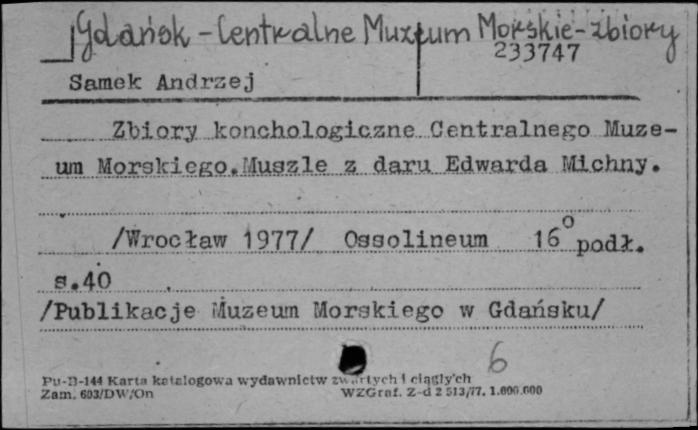 Gdańsk - Centralne Muzeum Morskie - zbiory
233747
Samek Andrzej
Zbiory konchologiczne Centralnego Muze-
um Morskiego.Muszle z daru Edwarda Michny.
/Wrocław 1977/ Ossolineum 16° podł.
s.40
/Publikacje Muzeum Morskiego w Gdańsku/
6
Pu-D-144 Karta katalogowa wydawnictw zwartych i ciągłych
Zam. 603/DW/On WZGraf. Z-d 2 513/77. 1.000.000